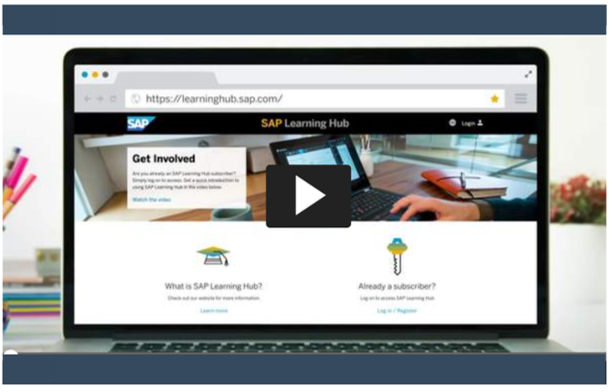 https://learninghub.sap.com/
SAP
SAP Learning Hub
Login
Get Involved
Are you already an SAP Learning Hub subscriber?
Simply log on to access. Get a quick introduction to
using SAP Learning Hub in the video below.
Watch the video
What is SAP Learning Hub?
Check out our website for more information.
Learn more
Already a subscriber?
Log on to access SAP Learning Hub
Log in / Register